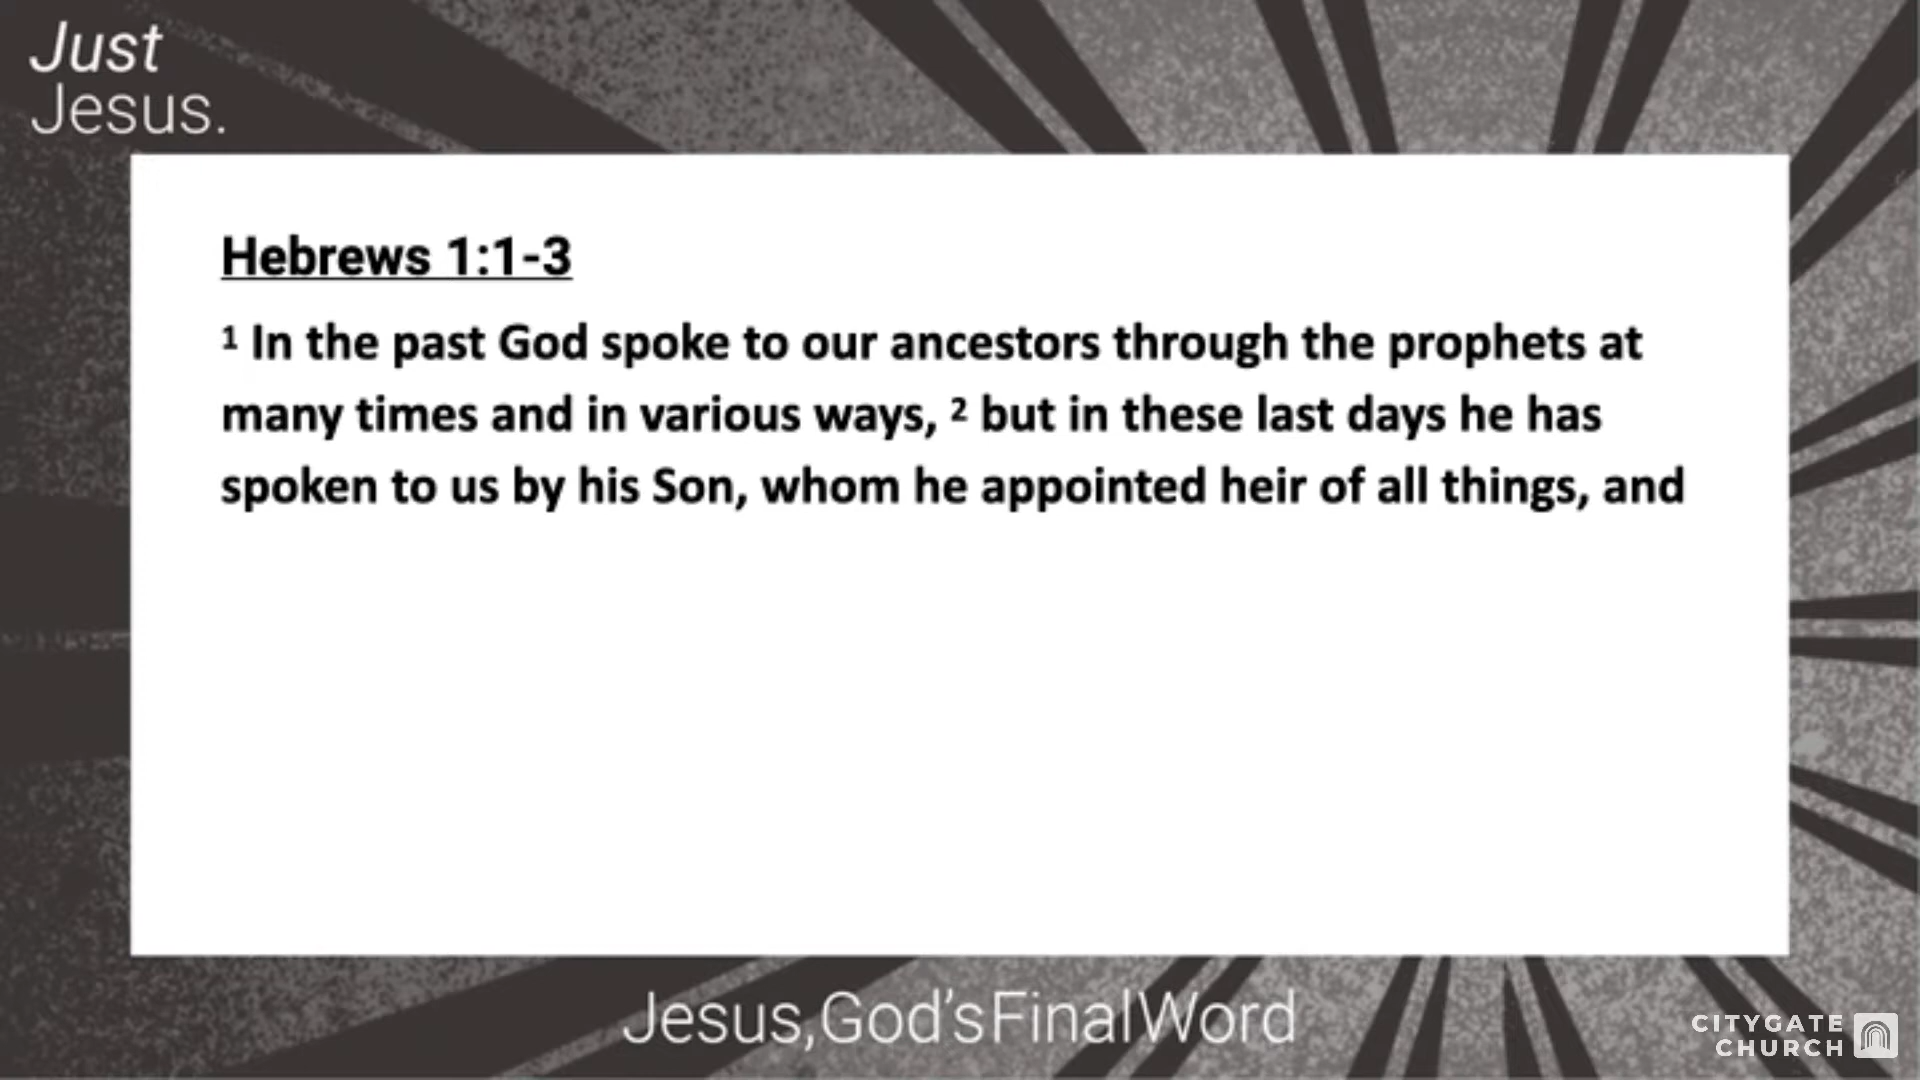 Just
Jesus.
Hebrews 1:1-3
¹ In the past God spoke to our ancestors through the prophets at
many times and in various ways, ² but in these last days he has
spoken to us by his Son, whom he appointed heir of all things, and
Jesus,God'sFinalWord
CITYGATE
CHURCH